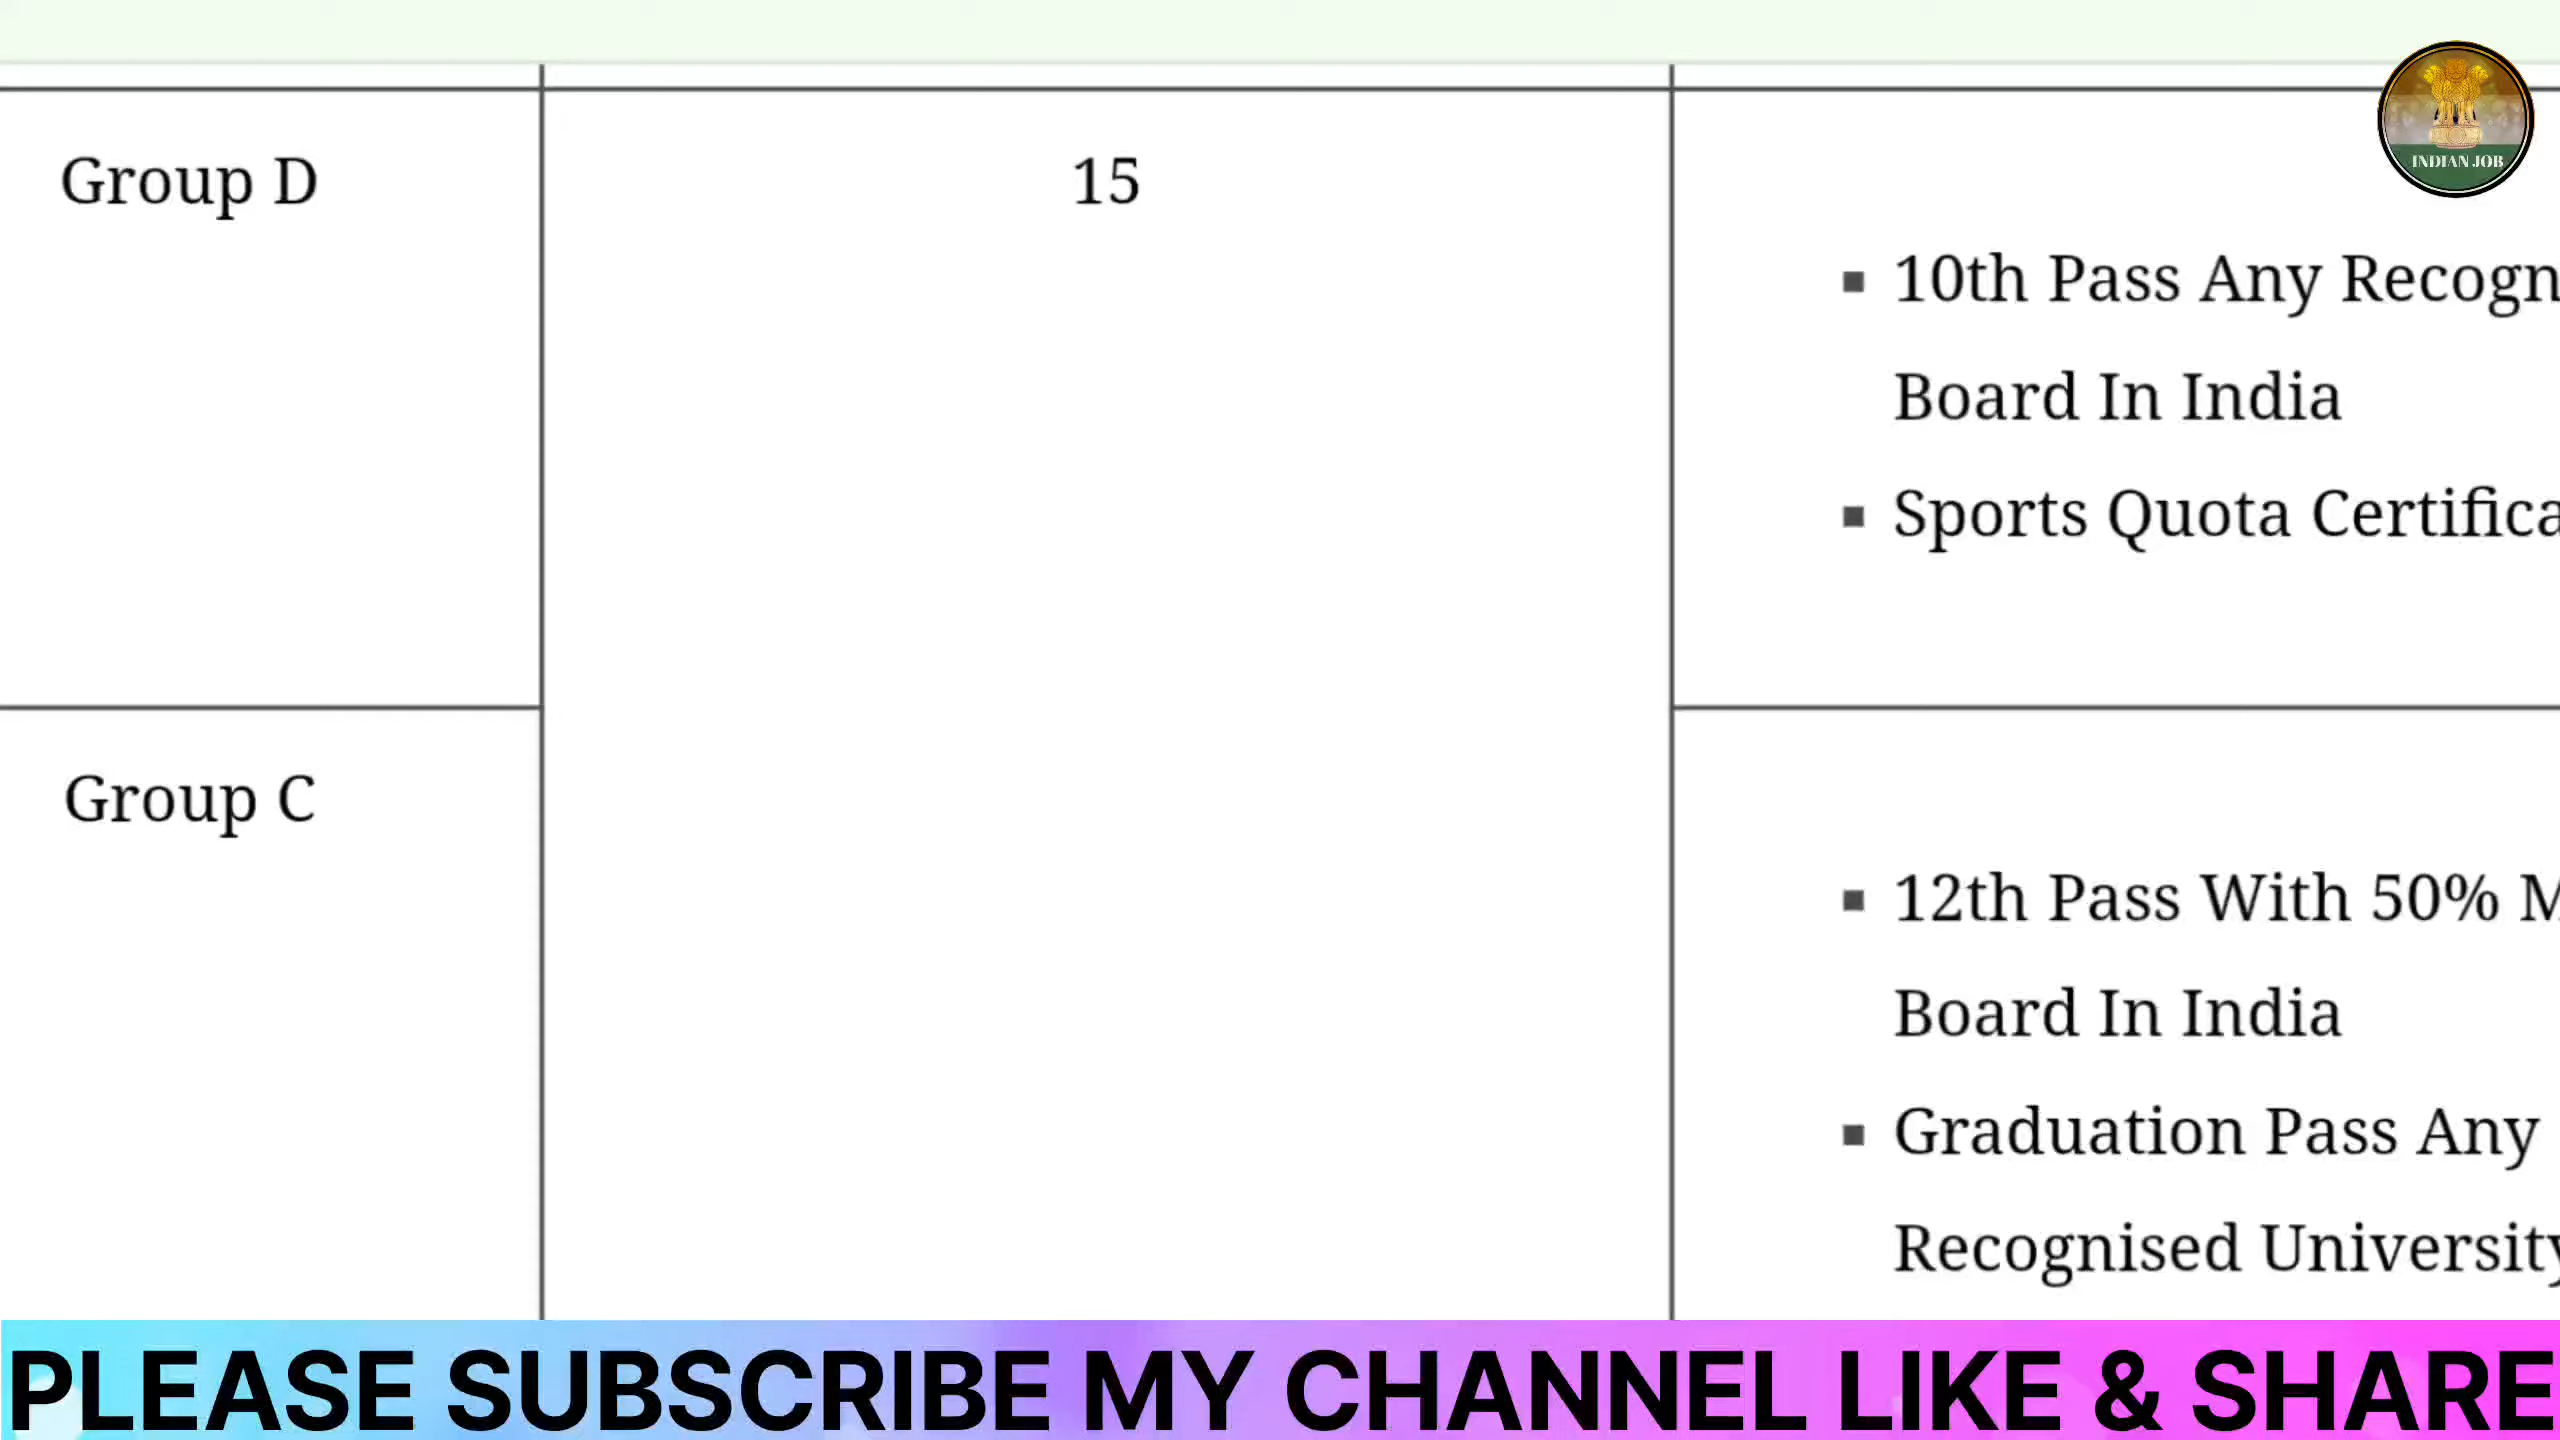 INDIAN JOB
Group D
15
10th Pass Any Recogn
Board In India
Sports Quota Certifica
Group C
12th Pass With 50% M
Board In India
Graduation Pass Any
Recognised University
PLEASE SUBSCRIBE MY CHANNEL LIKE & SHARE